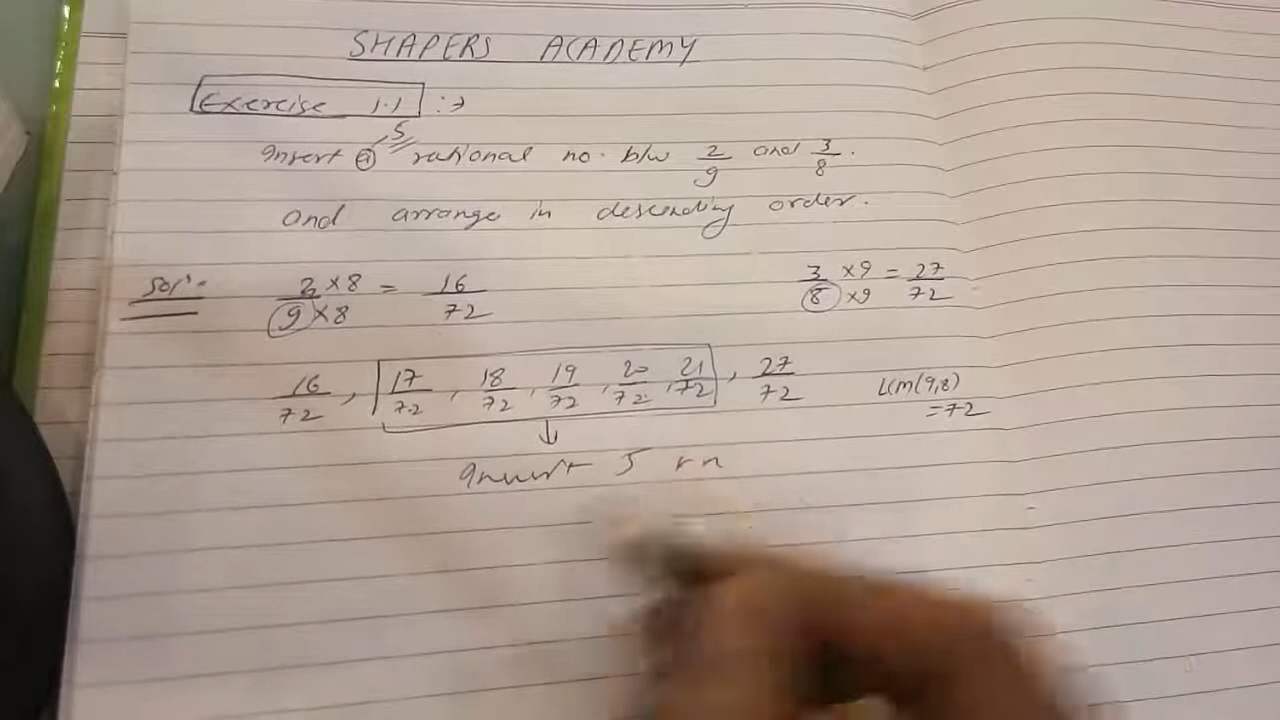 SHAPERS ACADEMY
Exercise 1.1 :→
5
Insert a rational no. b/w 2/9 and 3/8.
and arrange in descending order.
Sol:- 2×8/9×8 = 16/72 3×9/8×9 = 27/72
16/72, 17/72, 18/72, 19/72, 20/72, 21/72, 27/72 LCM(9,8)
=72
↓
Insert 5 r n